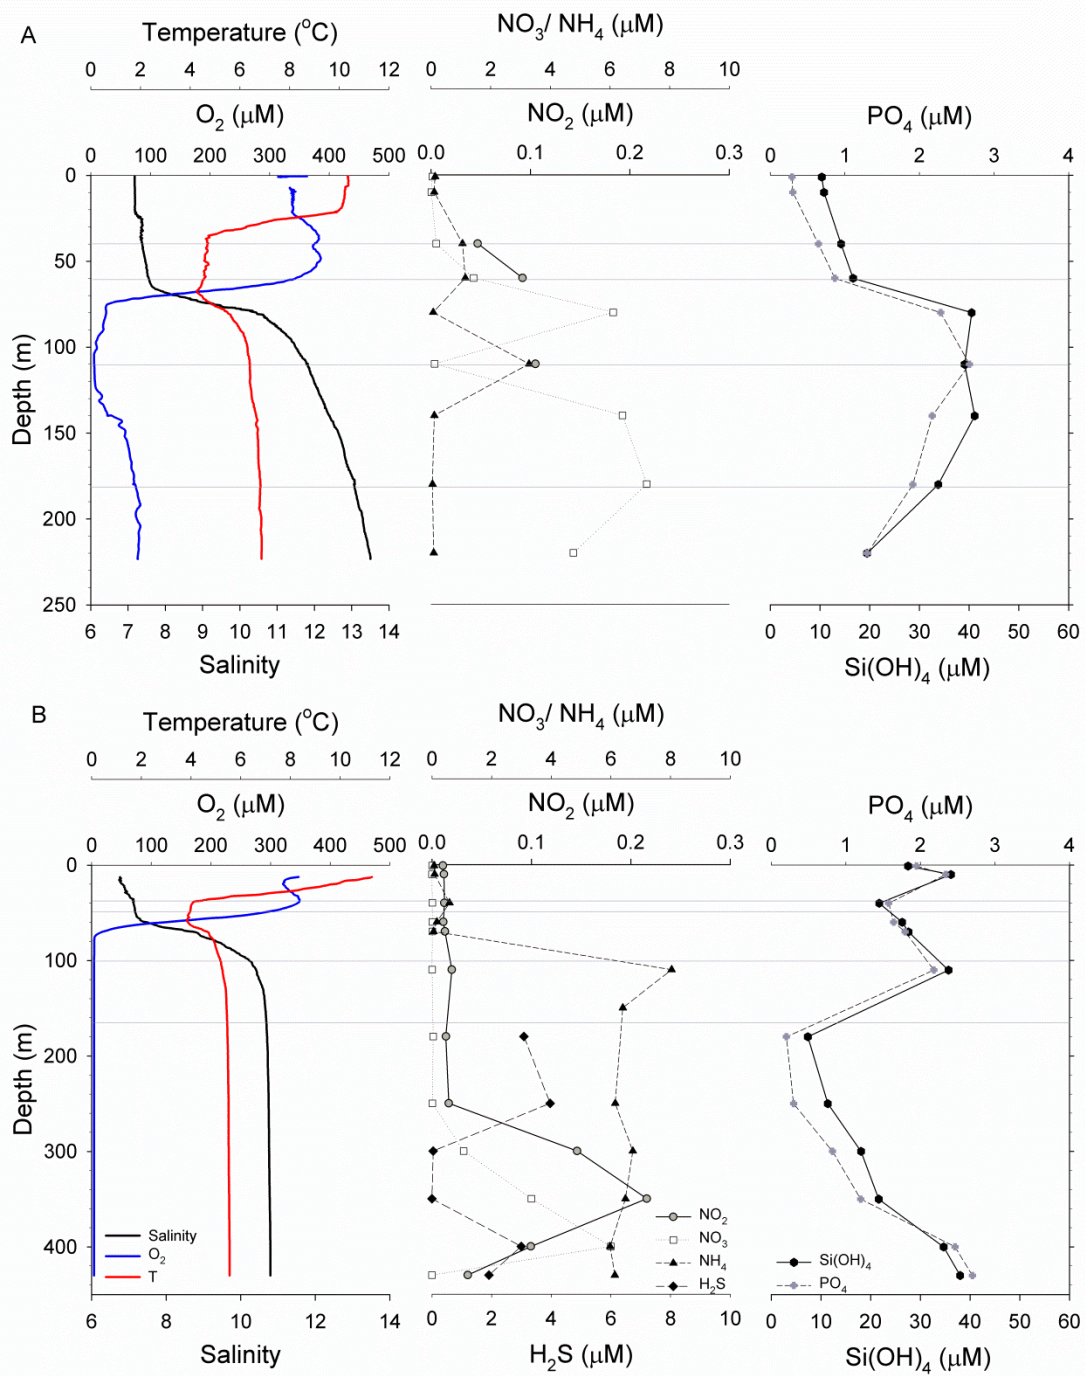 A
Temperature (°C)
0 2 4 6 8 10 12
O₂ (μM)
0 100 200 300 400 500
NO₃/ NH₄ (μM)
0 2 4 6 8 10
NO₂ (μM)
0.0 0.1 0.2 0.3
PO₄ (μM)
0 1 2 3 4
Depth (m)
0
50
100
150
200
250
6 7 8 9 10 11 12 13 14
Salinity
0 10 20 30 40 50 60
Si(OH)₄ (μM)
B
Temperature (°C)
0 2 4 6 8 10 12
O₂ (μM)
0 100 200 300 400 500
NO₃/ NH₄ (μM)
0 2 4 6 8 10
NO₂ (μM)
0.0 0.1 0.2 0.3
PO₄ (μM)
0 1 2 3 4
Depth (m)
0
100
200
300
400
Salinity
O₂
T
NO₂
NO₃
NH₄
H₂S
Si(OH)₄
PO₄
6 8 10 12 14
Salinity
0 2 4 6 8 10
H₂S (μM)
0 10 20 30 40 50 60
Si(OH)₄ (μM)